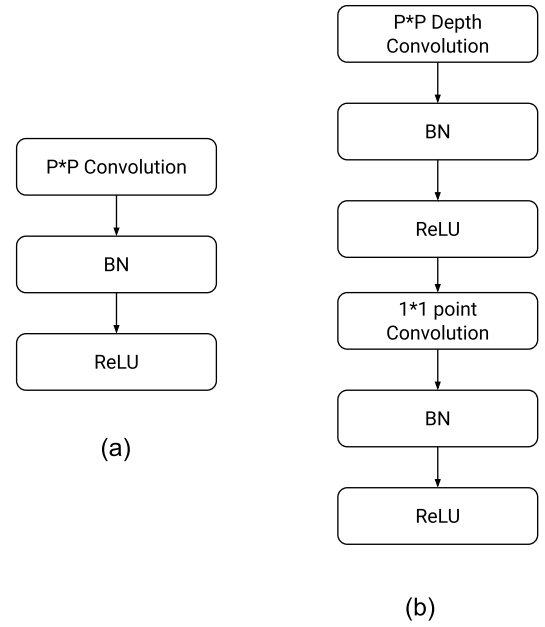 P*P Convolution
BN
ReLU
(a)
P*P Depth
Convolution
BN
ReLU
1*1 point
Convolution
BN
ReLU
(b)